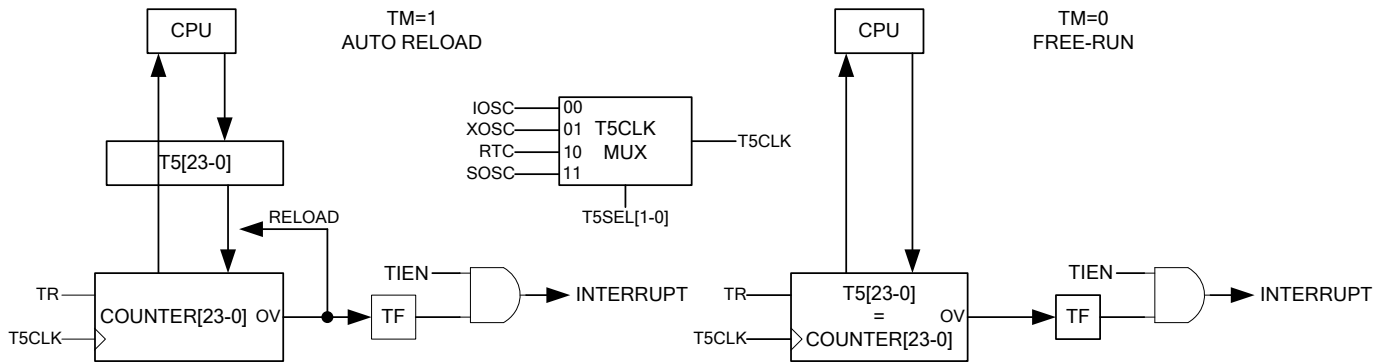 CPU
TM=1
AUTO RELOAD
T5[23-0]
RELOAD
TR
T5CLK
COUNTER[23-0]
OV
TF
TIEN
INTERRUPT
IOSC
XOSC
RTC
SOSC
00
01
10
11
T5CLK
MUX
T5CLK
T5SEL[1-0]
CPU
TM=0
FREE-RUN
TR
T5CLK
T5[23-0]
=
COUNTER[23-0]
OV
TF
TIEN
INTERRUPT